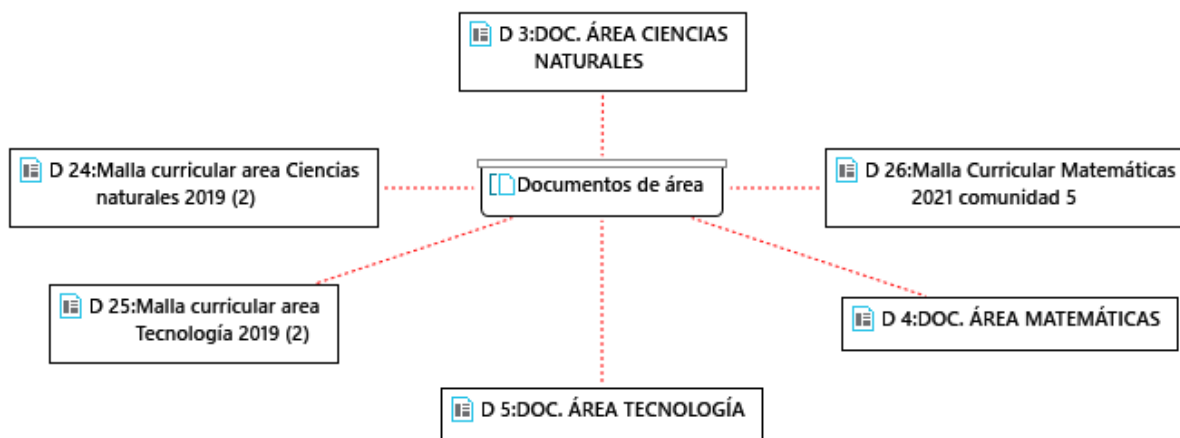 D 3:DOC. ÁREA CIENCIAS
NATURALES
D 24:Malla curricular area Ciencias
naturales 2019 (2)
Documentos de área
D 26:Malla Curricular Matemáticas
2021 comunidad 5
D 25:Malla curricular area
Tecnología 2019 (2)
D 4:DOC. ÁREA MATEMÁTICAS
D 5:DOC. ÁREA TECNOLOGÍA